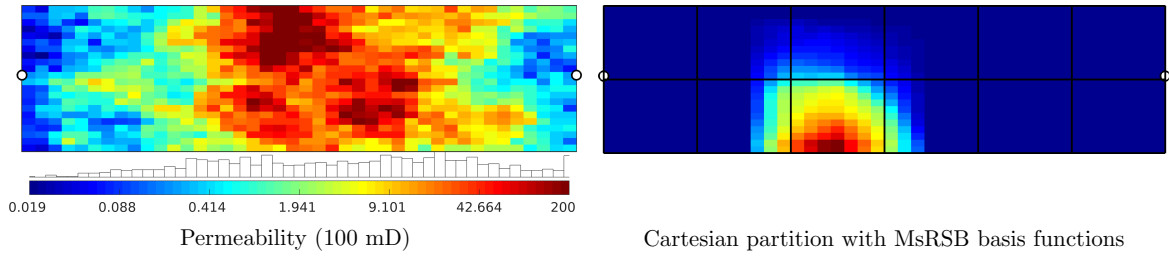 0.019 0.088 0.414 1.941 9.101 42.664 200
Permeability (100 mD)
Cartesian partition with MsRSB basis functions